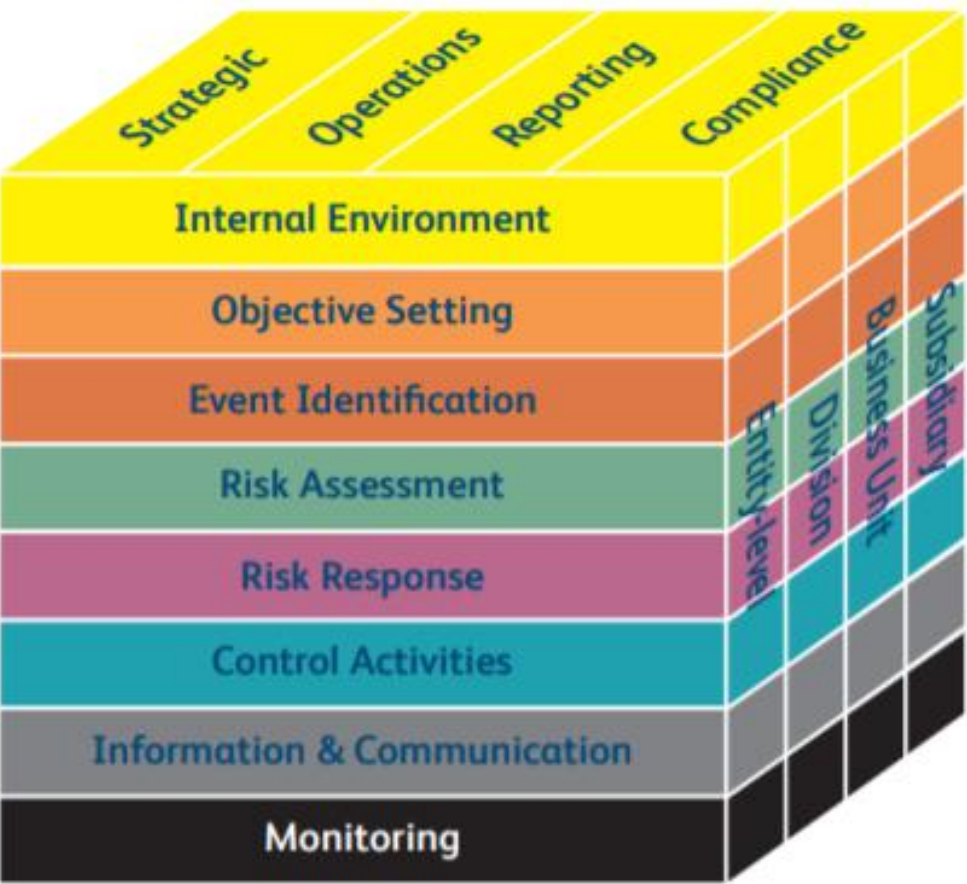 Strategic
Operations
Reporting
Compliance
Internal Environment
Objective Setting
Event Identification
Risk Assessment
Risk Response
Control Activities
Information & Communication
Monitoring
Entity-level
Division
Business Unit
Subsidiary